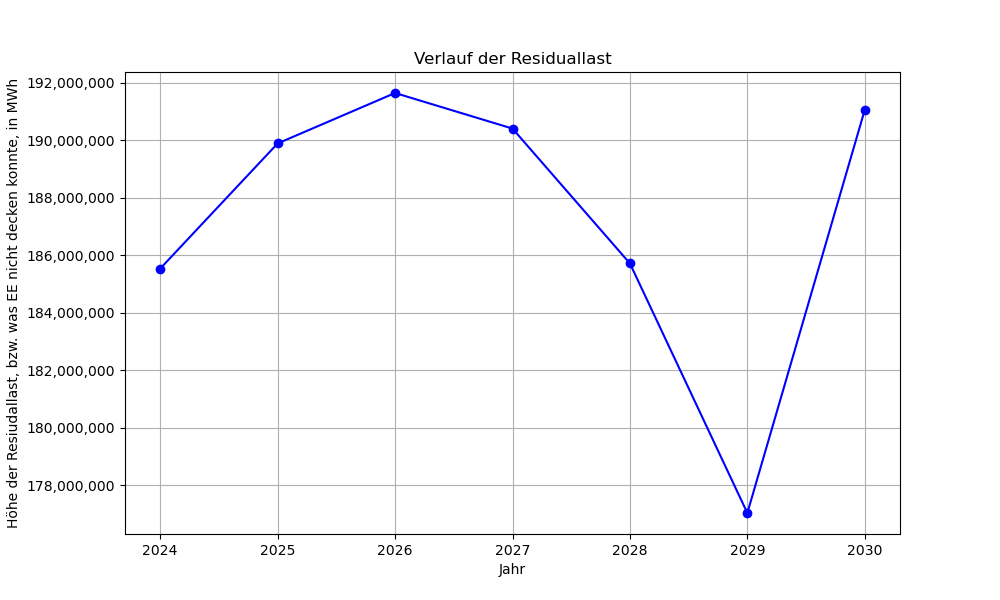 Verlauf der Residuallast
Höhe der Resiudallast, bzw. was EE nicht decken konnte, in MWh
192,000,000
190,000,000
188,000,000
186,000,000
184,000,000
182,000,000
180,000,000
178,000,000
2024 2025 2026 2027 2028 2029 2030
Jahr